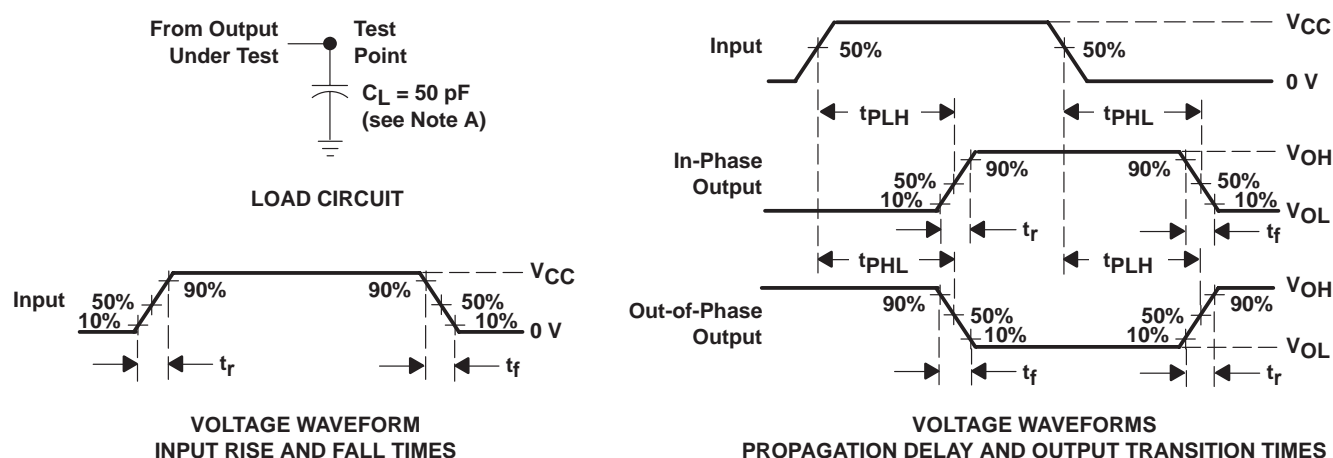 From Output
Under Test
Test
Point
CL = 50 pF
(see Note A)
LOAD CIRCUIT
Input
50%
10%
90%
90%
50%
10%
VCC
0 V
tr
tf
VOLTAGE WAVEFORM
INPUT RISE AND FALL TIMES
Input
50%
50%
VCC
0 V
tPLH
tPHL
In-Phase
Output
50%
10%
90%
90%
50%
10%
VOH
VOL
tr
tf
tPHL
tPLH
Out-of-Phase
Output
90%
50%
10%
50%
10%
90%
VOH
VOL
tf
tr
VOLTAGE WAVEFORMS
PROPAGATION DELAY AND OUTPUT TRANSITION TIMES